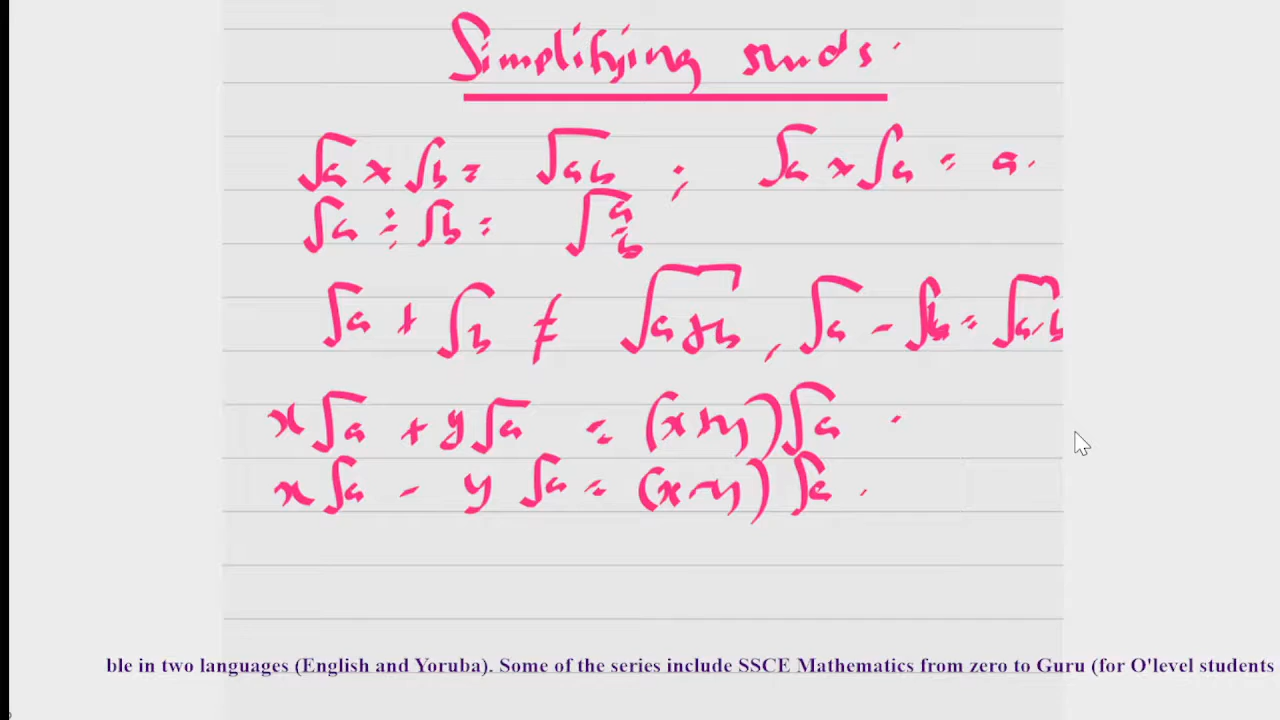 Simplifying surds.
√a × √b = √ab ; √a × √a = a.
√a ÷ √b = √a/b
√a + √b ≠ √a+b , √a - √b = √a-b
x√a + y√a = (x+y)√a .
x√a - y√a = (x-y)√a .
ble in two languages (English and Yoruba). Some of the series include SSCE Mathematics from zero to Guru (for O'level students